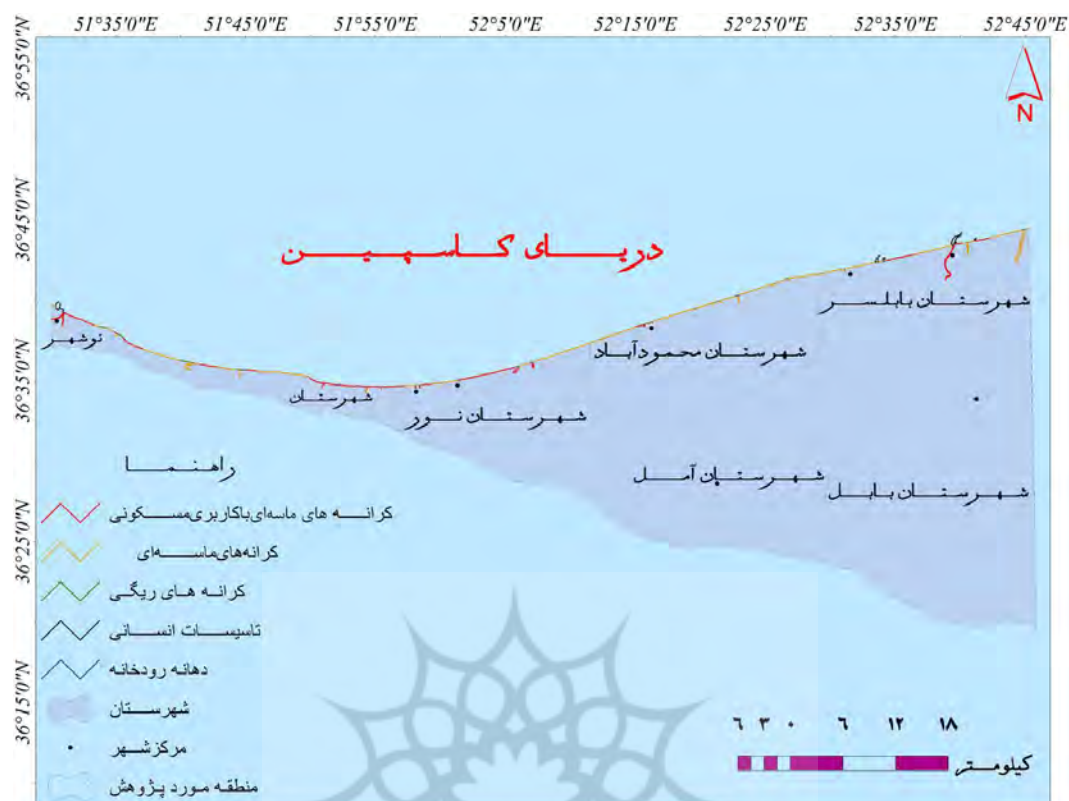 51°35'0"E 51°45'0"E 51°55'0"E 52°5'0"E 52°15'0"E 52°25'0"E 52°35'0"E 52°45'0"E
36°55'0"N
36°45'0"N
36°35'0"N
36°25'0"N
36°15'0"N
N
دریای کاسپین
شهرستان بابلسر
نوشهر
شهرستان محمودآباد
شهرستان
شهرستان نور
شهرستان آمل
شهرستان بابل
راهنما
کرانه های ماسه‌ای باکاربری مسکونی
کرانه‌های ماسه‌ای
کرانه های ریگی
تاسیسات انسانی
دهانه رودخانه
شهرستان
مرکز شهر
منطقه مورد پژوهش
۶ ۳ ۰ ۶ ۱۲ ۱۸
کیلومتر